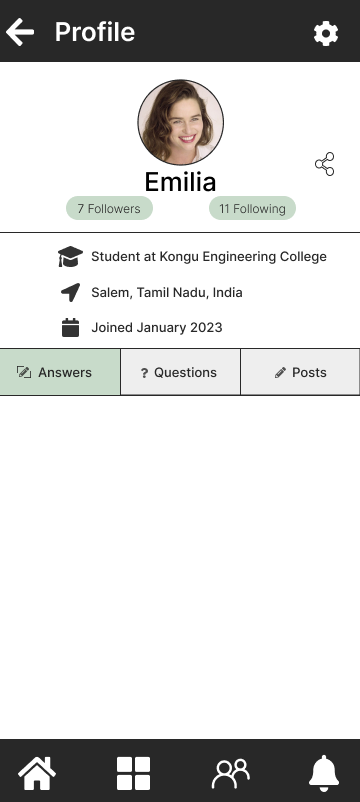 Profile
Emilia
7 Followers
11 Following
Student at Kongu Engineering College
Salem, Tamil Nadu, India
Joined January 2023
Answers
? Questions
Posts